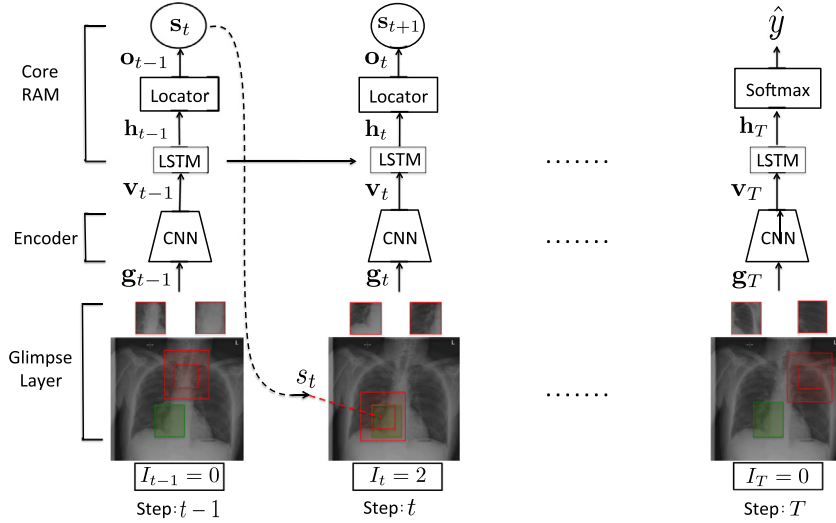 Core
RAM
Encoder
Glimpse
Layer
s_t
o_{t-1}
Locator
h_{t-1}
LSTM
v_{t-1}
CNN
g_{t-1}
L
I_{t-1} = 0
Step: t - 1
s_{t+1}
o_t
Locator
h_t
LSTM
v_t
CNN
g_t
s_t
L
I_t = 2
Step: t
.......
.......
.......
ŷ
Softmax
h_T
LSTM
v_T
CNN
g_T
L
I_T = 0
Step: T